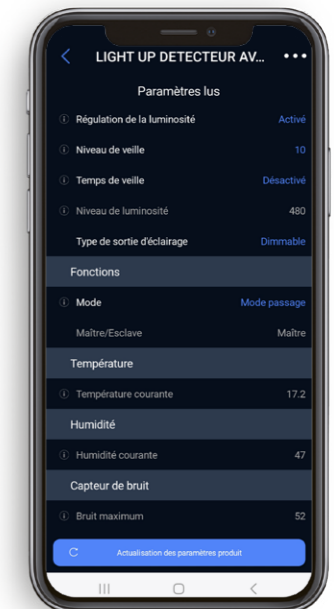 LIGHT UP DETECTEUR AV...
Paramètres lus
Régulation de la luminosité Activé
Niveau de veille 10
Temps de veille Désactivé
Niveau de luminosité 480
Type de sortie d'éclairage Dimmable
Fonctions
Mode Mode passage
Maître/Esclave Maître
Température
Température courante 17.2
Humidité
Humidité courante 47
Capteur de bruit
Bruit maximum 52
Actualisation des paramètres produit